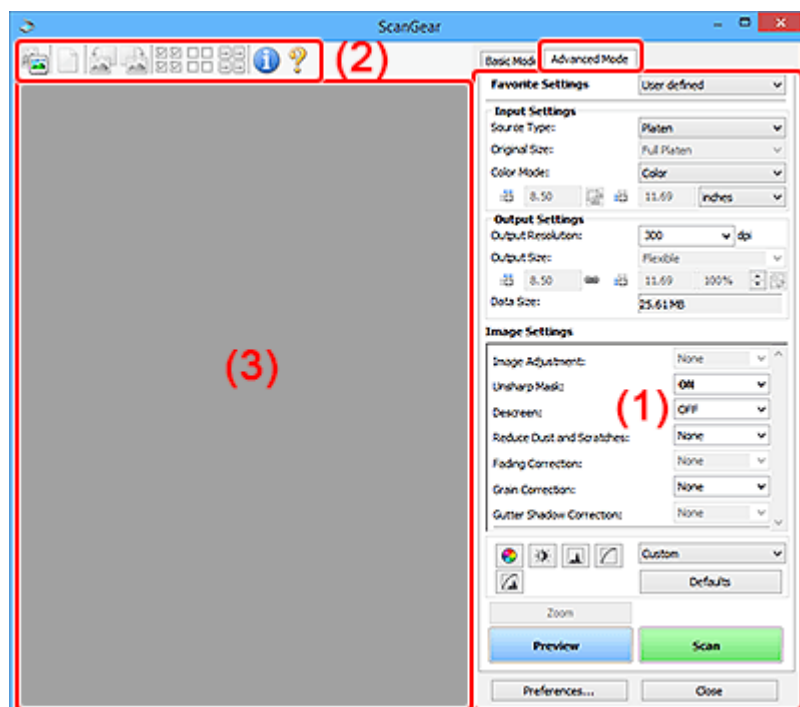 ScanGear
(2)
Basic Mode Advanced Mode
Favorite Settings User defined
Input Settings
Source Type: Platen
Original Size: Full Platen
Color Mode: Color
8.50 11.69 inches
Output Settings
Output Resolution: 300 dpi
Output Size: Flexible
8.50 11.69 100%
Data Size: 25.61MB
Image Settings
Image Adjustment: None
Unsharp Mask: ON
Descreen: OFF
(1)
(3)
Reduce Dust and Scratches: None
Fading Correction: None
Grain Correction: None
Gutter Shadow Correction: None
Custom
Defaults
Zoom
Preview Scan
Preferences... Close